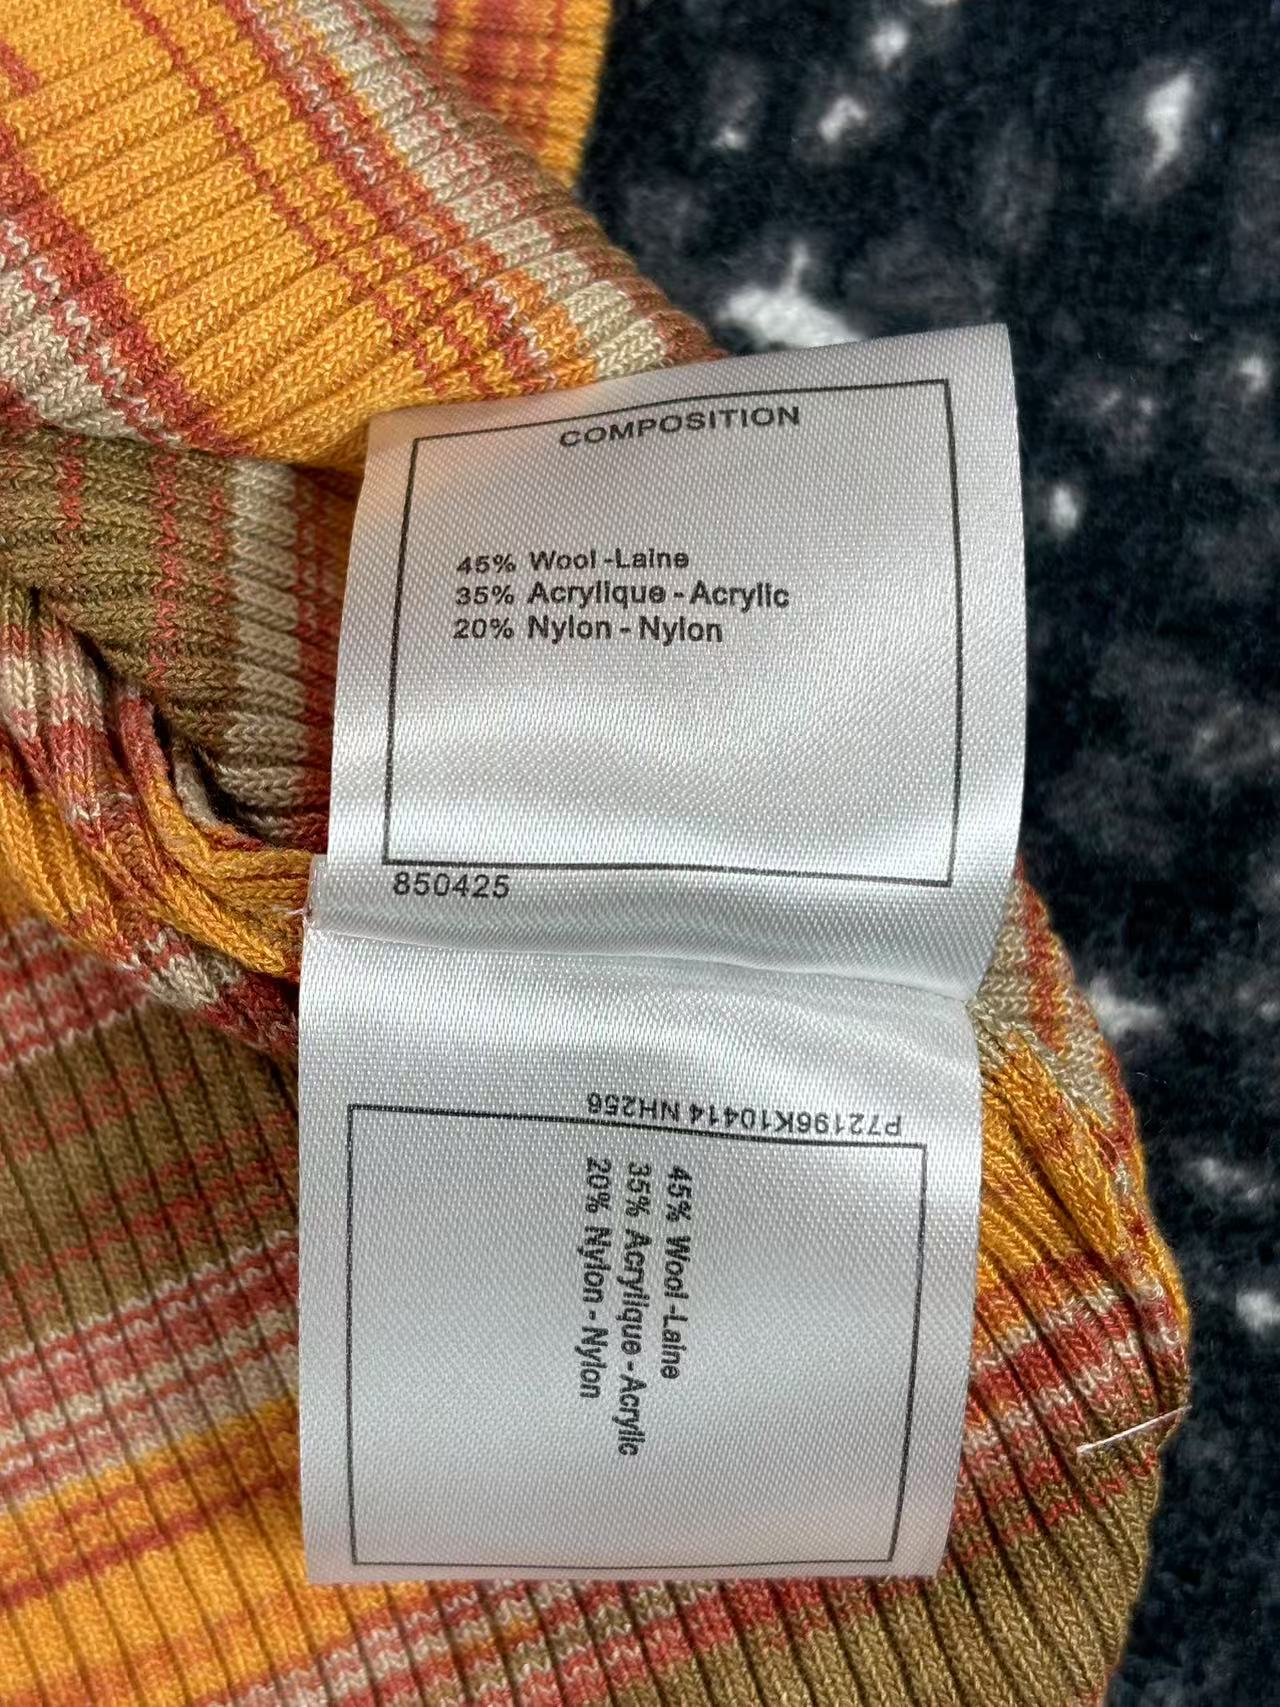 COMPOSITION
45% Wool -Laine
35% Acrylique - Acrylic
20% Nylon - Nylon
850425
P72196K10414 NH256
45% Wool -Laine
35% Acrylique - Acrylic
20% Nylon - Nylon